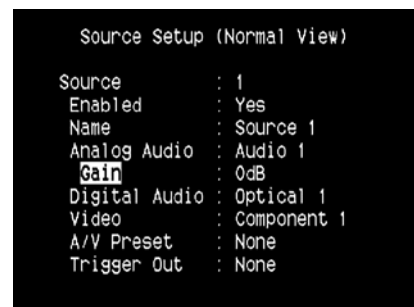 Source Setup (Normal View)
Source : 1
Enabled : Yes
Name : Source 1
Analog Audio : Audio 1
Gain : 0dB
Digital Audio : Optical 1
Video : Component 1
A/V Preset : None
Trigger Out : None